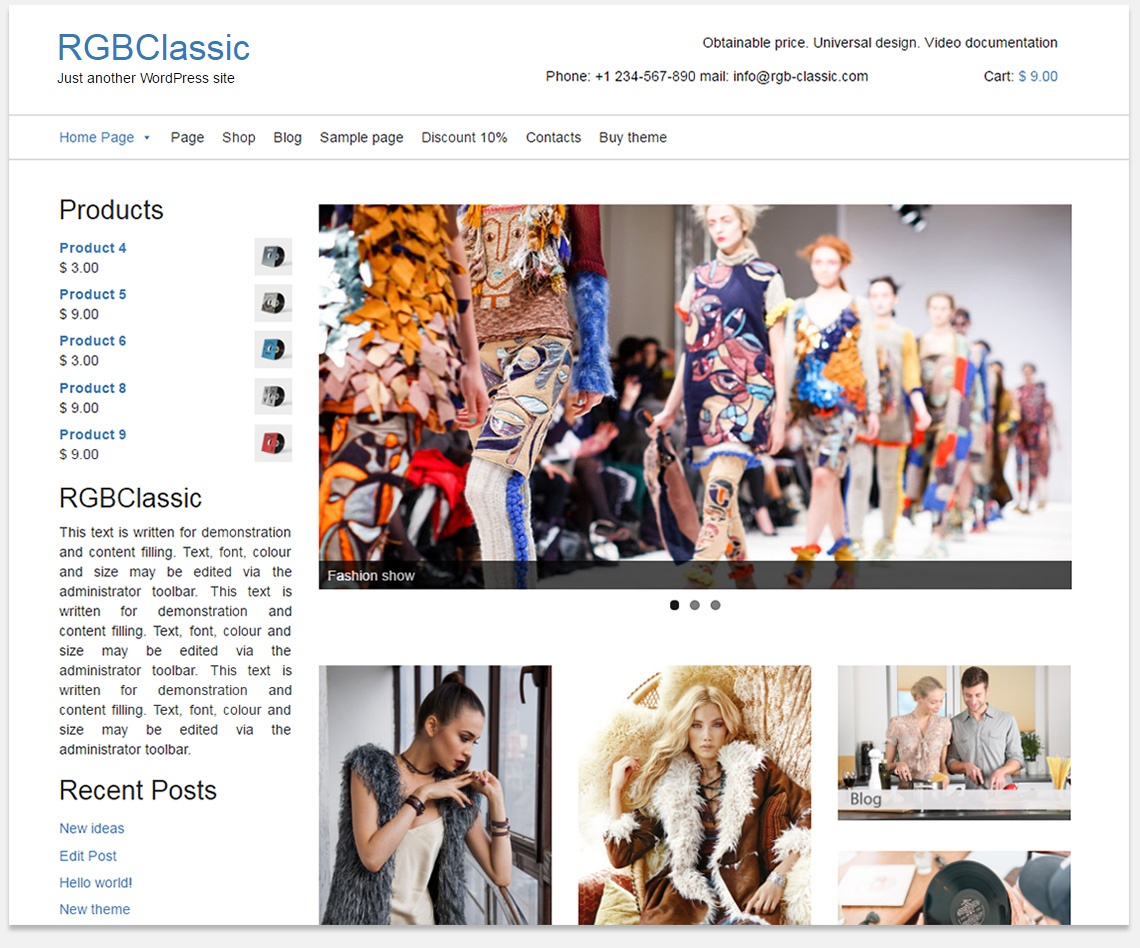 RGBClassic
Just another WordPress site
Obtainable price. Universal design. Video documentation
Phone: +1 234-567-890 mail: info@rgb-classic.com
Cart: $ 9.00
Home Page Page Shop Blog Sample page Discount 10% Contacts Buy theme
Products
Product 4
$ 3.00
Product 5
$ 9.00
Product 6
$ 3.00
Product 8
$ 9.00
Product 9
$ 9.00
RGBClassic
This text is written for demonstration
and content filling. Text, font, colour
and size may be edited via the
administrator toolbar. This text is
written for demonstration and
content filling. Text, font, colour and
size may be edited via the
administrator toolbar. This text is
written for demonstration and
content filling. Text, font, colour and
size may be edited via the
administrator toolbar.
Recent Posts
New ideas
Edit Post
Hello world!
New theme
Fashion show
Blog